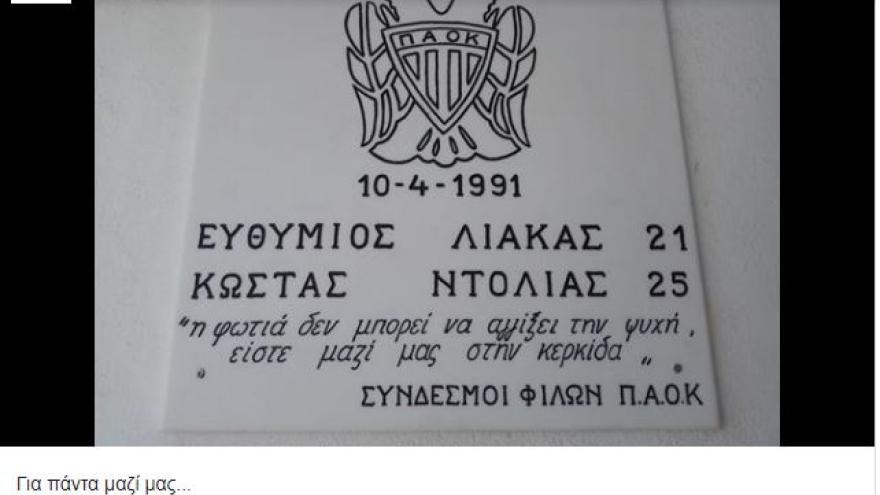 ΠΑΟΚ
10-4-1991
ΕΥΘΥΜΙΟΣ ΛΙΑΚΑΣ 21
ΚΩΣΤΑΣ ΝΤΟΛΙΑΣ 25
"η φωτιά δεν μπορεί να αγγίξει την ψυχή,
είστε μαζί μας στην κερκίδα"
ΣΥΝΔΕΣΜΟΙ ΦΙΛΩΝ Π.Α.Ο.Κ
Για πάντα μαζί μας...